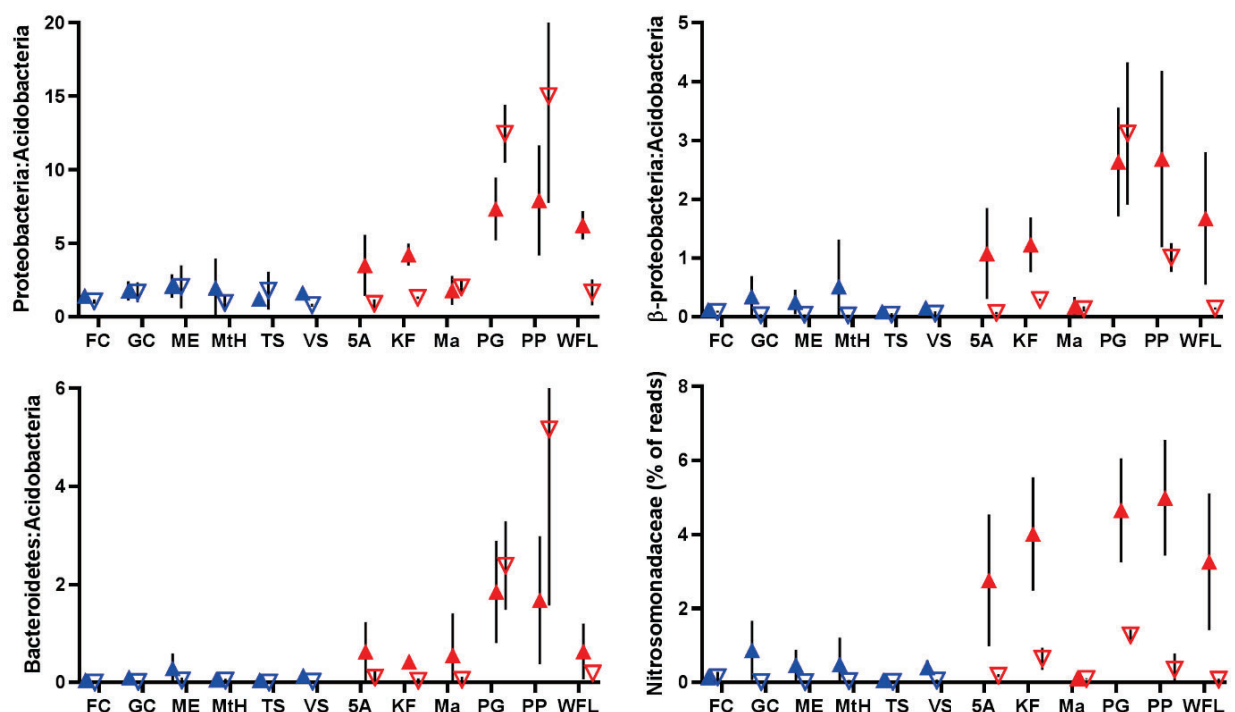 Proteobacteria:Acidobacteria
20
15
10
5
0
FC GC ME MtH TS VS 5A KF Ma PG PP WFL
β-proteobacteria:Acidobacteria
5
4
3
2
1
0
FC GC ME MtH TS VS 5A KF Ma PG PP WFL
Bacteroidetes:Acidobacteria
6
4
2
0
FC GC ME MtH TS VS 5A KF Ma PG PP WFL
Nitrosomonadaceae (% of reads)
8
6
4
2
0
FC GC ME MtH TS VS 5A KF Ma PG PP WFL